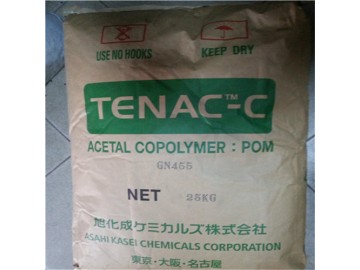 USE NO HOOKS
KEEP DRY
TENAC™-C
ACETAL COPOLYMER : POM
GN455
NET 25KG
旭化成ケミカルズ株式会社
ASAHI KASEI CHEMICALS CORPORATION
東京・大阪・名古屋